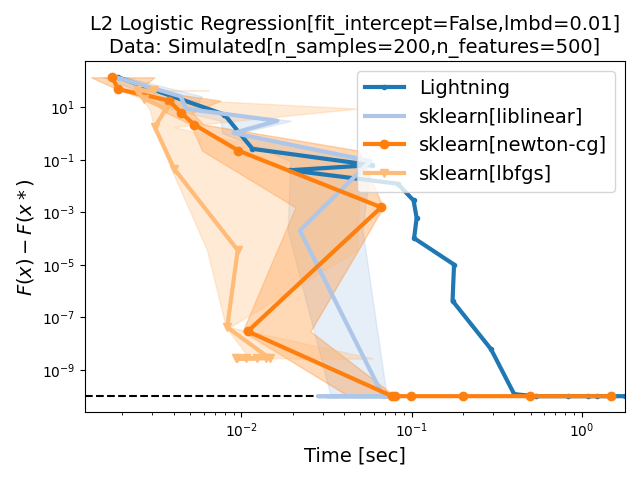 L2 Logistic Regression[fit_intercept=False,lmbd=0.01]
Data: Simulated[n_samples=200,n_features=500]
Lightning
sklearn[liblinear]
sklearn[newton-cg]
sklearn[lbfgs]
F(x) − F(x*)
10¹
10⁻¹
10⁻³
10⁻⁵
10⁻⁷
10⁻⁹
10⁻²
10⁻¹
10⁰
Time [sec]